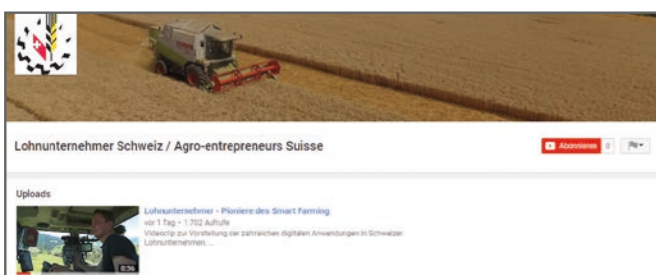 Lohnunternehmer Schweiz / Agro-entrepreneurs Suisse
Abonnieren 0
Uploads
Lohnunternehmer - Pioniere des Smart Farming
vor 1 Tag • 1.702 Aufrufe
Videoclip zur Vorstellung der zahlreichen digitalen Anwendungen in Schweizer
Lohnunternehmen....
0:36